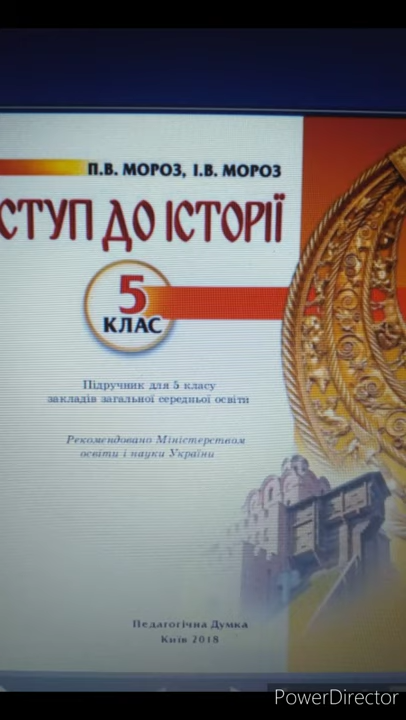 П.В. МОРОЗ, І.В. МОРОЗ
СТУП ДО ІСТОРІЇ
5
КЛАС
Підручник для 5 класу
закладів загальної середньої освіти
Рекомендовано Міністерством
освіти і науки України
Педагогічна Думка
Київ 2018
PowerDirector